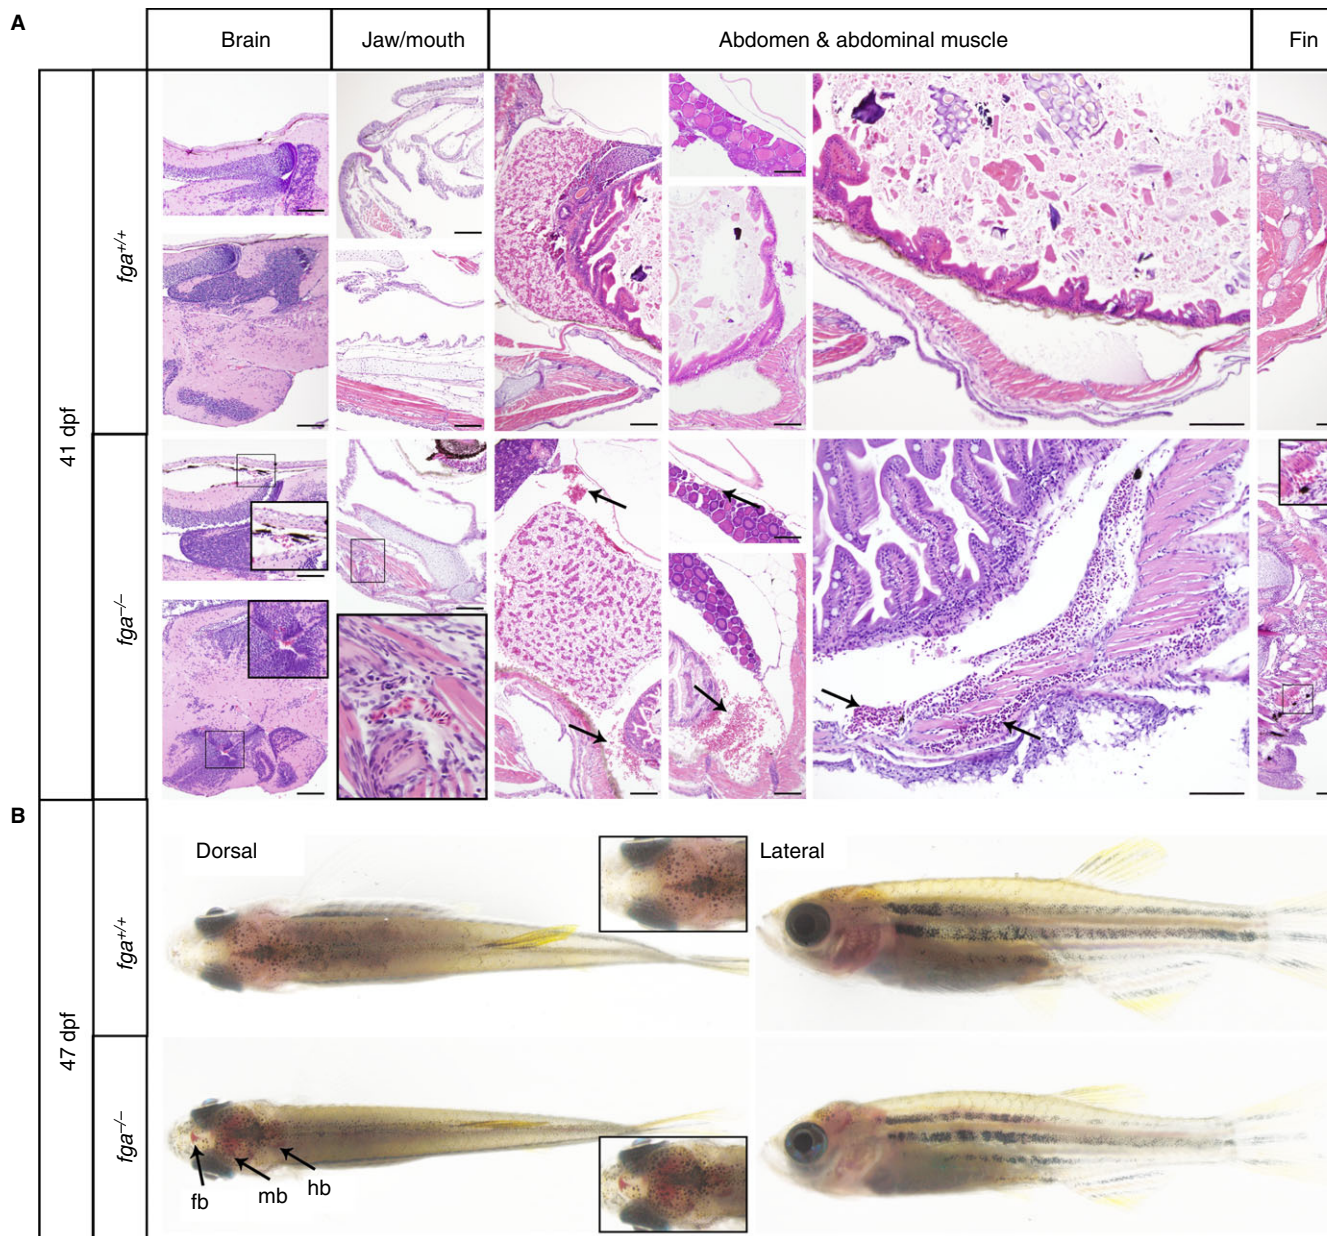 A
Brain
Jaw/mouth
Abdomen & abdominal muscle
Fin
41 dpf
fga+/+
fga−/−
B
47 dpf
fga+/+
Dorsal
Lateral
fga−/−
fb
mb
hb